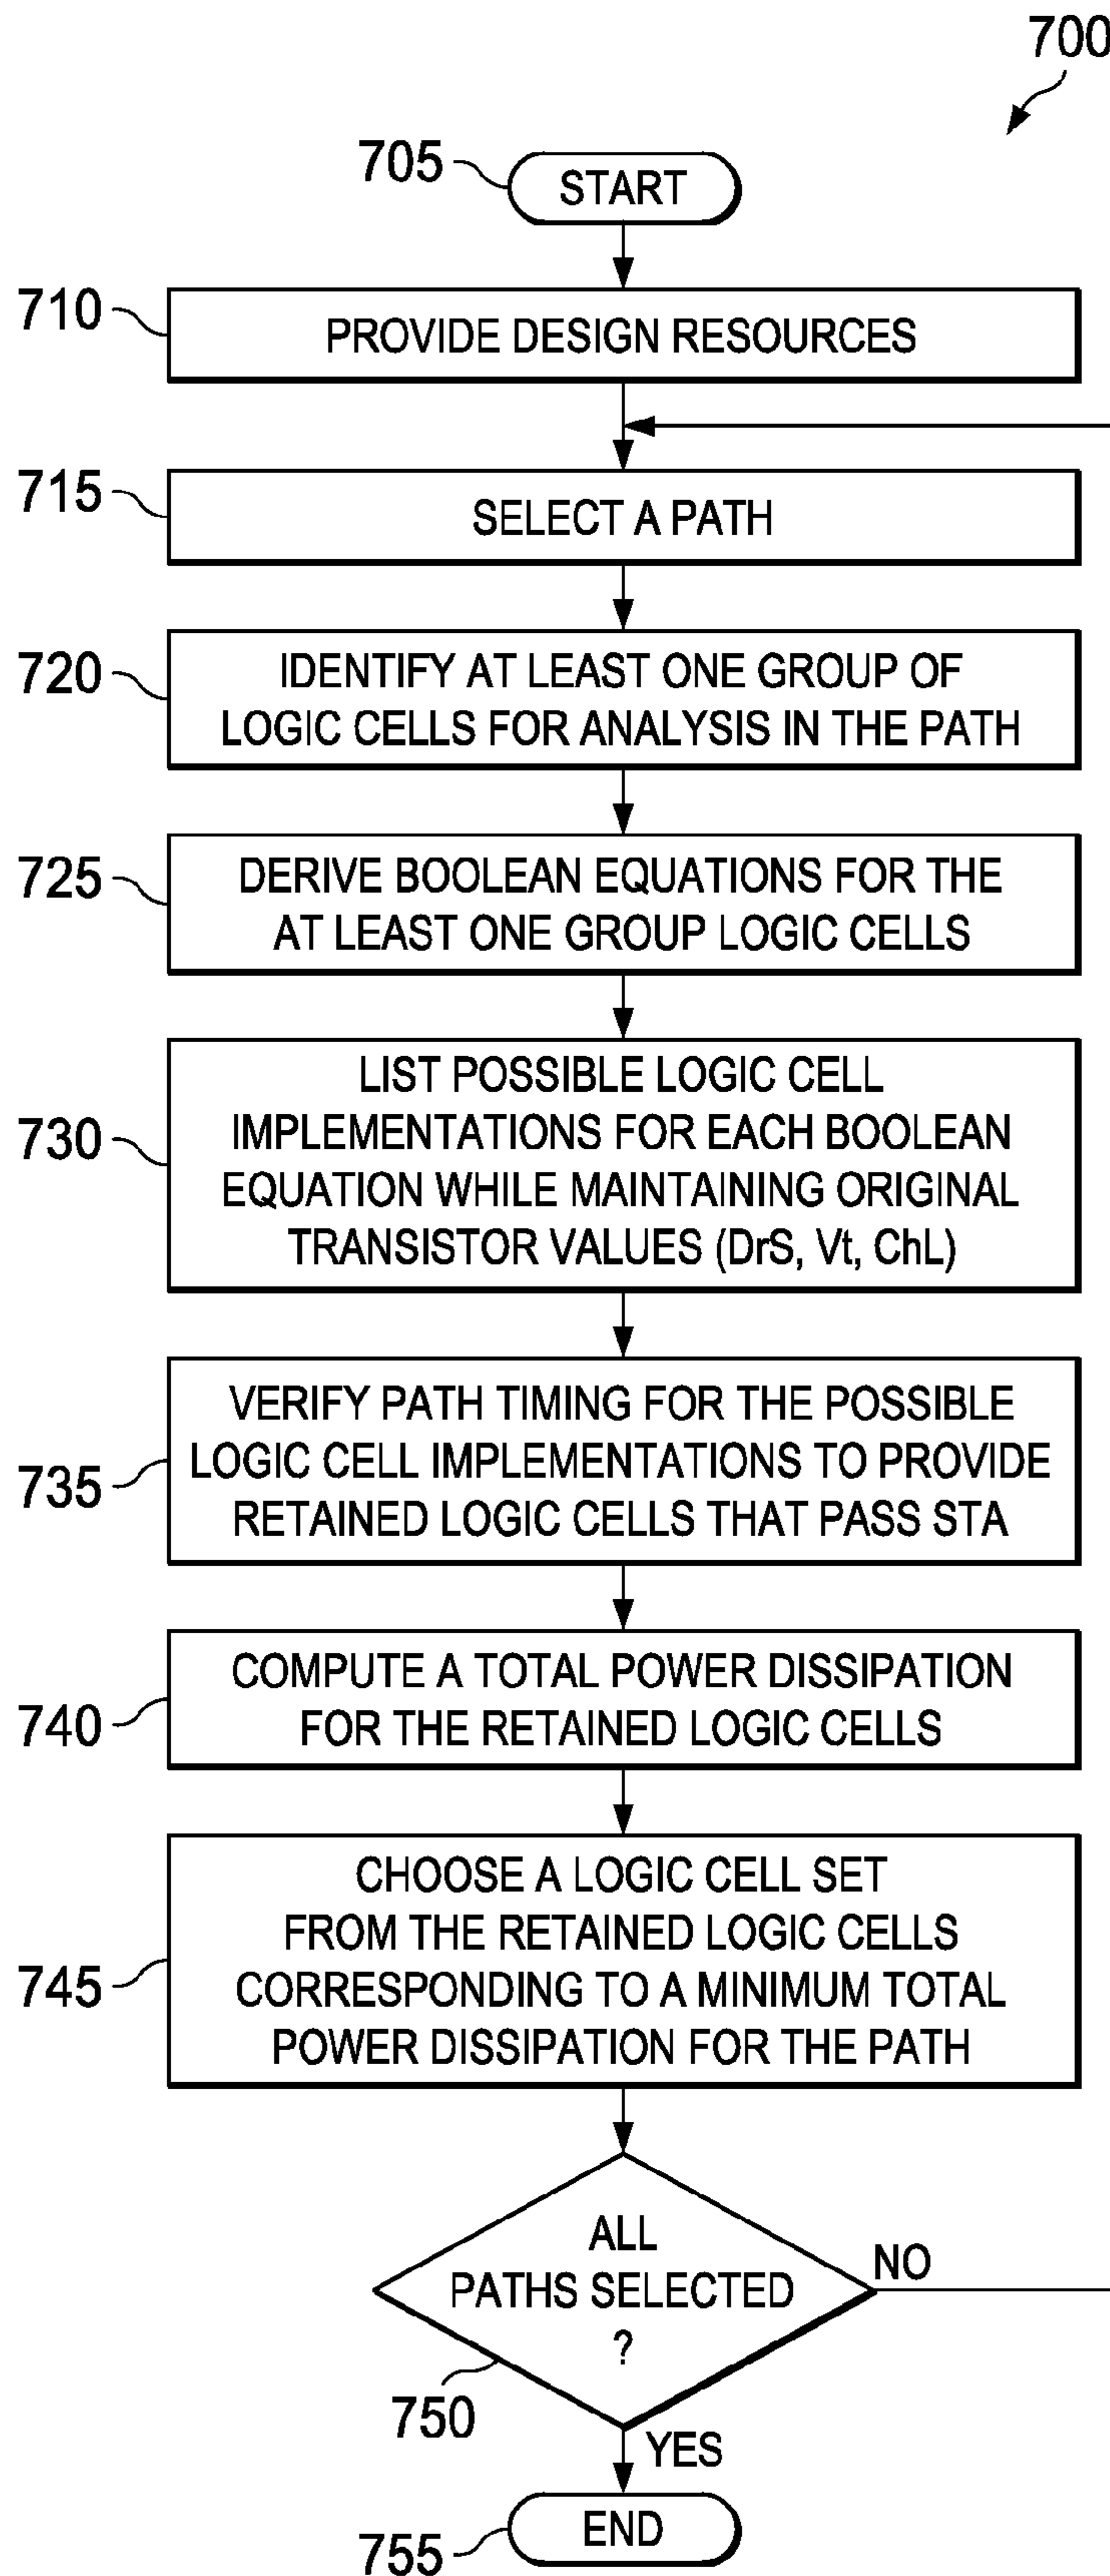 700
705
START
710
PROVIDE DESIGN RESOURCES
715
SELECT A PATH
720
IDENTIFY AT LEAST ONE GROUP OF
LOGIC CELLS FOR ANALYSIS IN THE PATH
725
DERIVE BOOLEAN EQUATIONS FOR THE
AT LEAST ONE GROUP LOGIC CELLS
730
LIST POSSIBLE LOGIC CELL
IMPLEMENTATIONS FOR EACH BOOLEAN
EQUATION WHILE MAINTAINING ORIGINAL
TRANSISTOR VALUES (DrS, Vt, ChL)
735
VERIFY PATH TIMING FOR THE POSSIBLE
LOGIC CELL IMPLEMENTATIONS TO PROVIDE
RETAINED LOGIC CELLS THAT PASS STA
740
COMPUTE A TOTAL POWER DISSIPATION
FOR THE RETAINED LOGIC CELLS
745
CHOOSE A LOGIC CELL SET
FROM THE RETAINED LOGIC CELLS
CORRESPONDING TO A MINIMUM TOTAL
POWER DISSIPATION FOR THE PATH
ALL
PATHS SELECTED
?
NO
750
YES
755
END